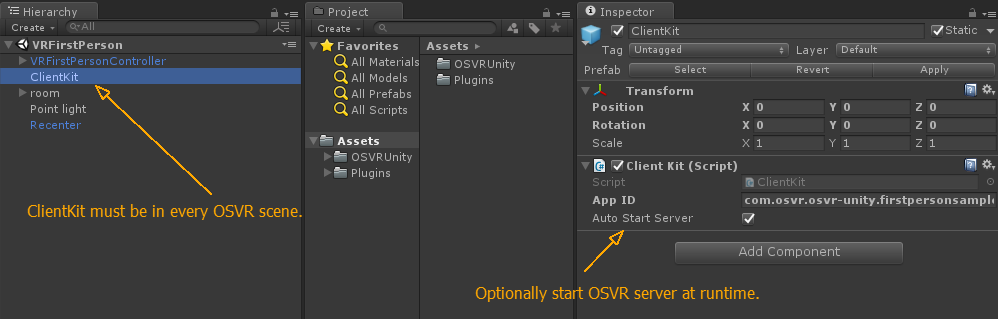 Hierarchy
Create
All
VRFirstPerson
VRFirstPersonController
ClientKit
room
Point light
Recenter
ClientKit must be in every OSVR scene.
Project
Create
Favorites
All Materials
All Models
All Prefabs
All Scripts
Assets
OSVRUnity
Plugins
Assets
OSVRUnity
Plugins
Inspector
ClientKit Static
Tag Untagged Layer Default
Prefab Select Revert Apply
Transform
Position X 0 Y 0 Z 0
Rotation X 0 Y 0 Z 0
Scale X 1 Y 1 Z 1
Client Kit (Script)
Script ClientKit
App ID com.osvr.osvr-unity.firstpersonsample
Auto Start Server
Add Component
Optionally start OSVR server at runtime.